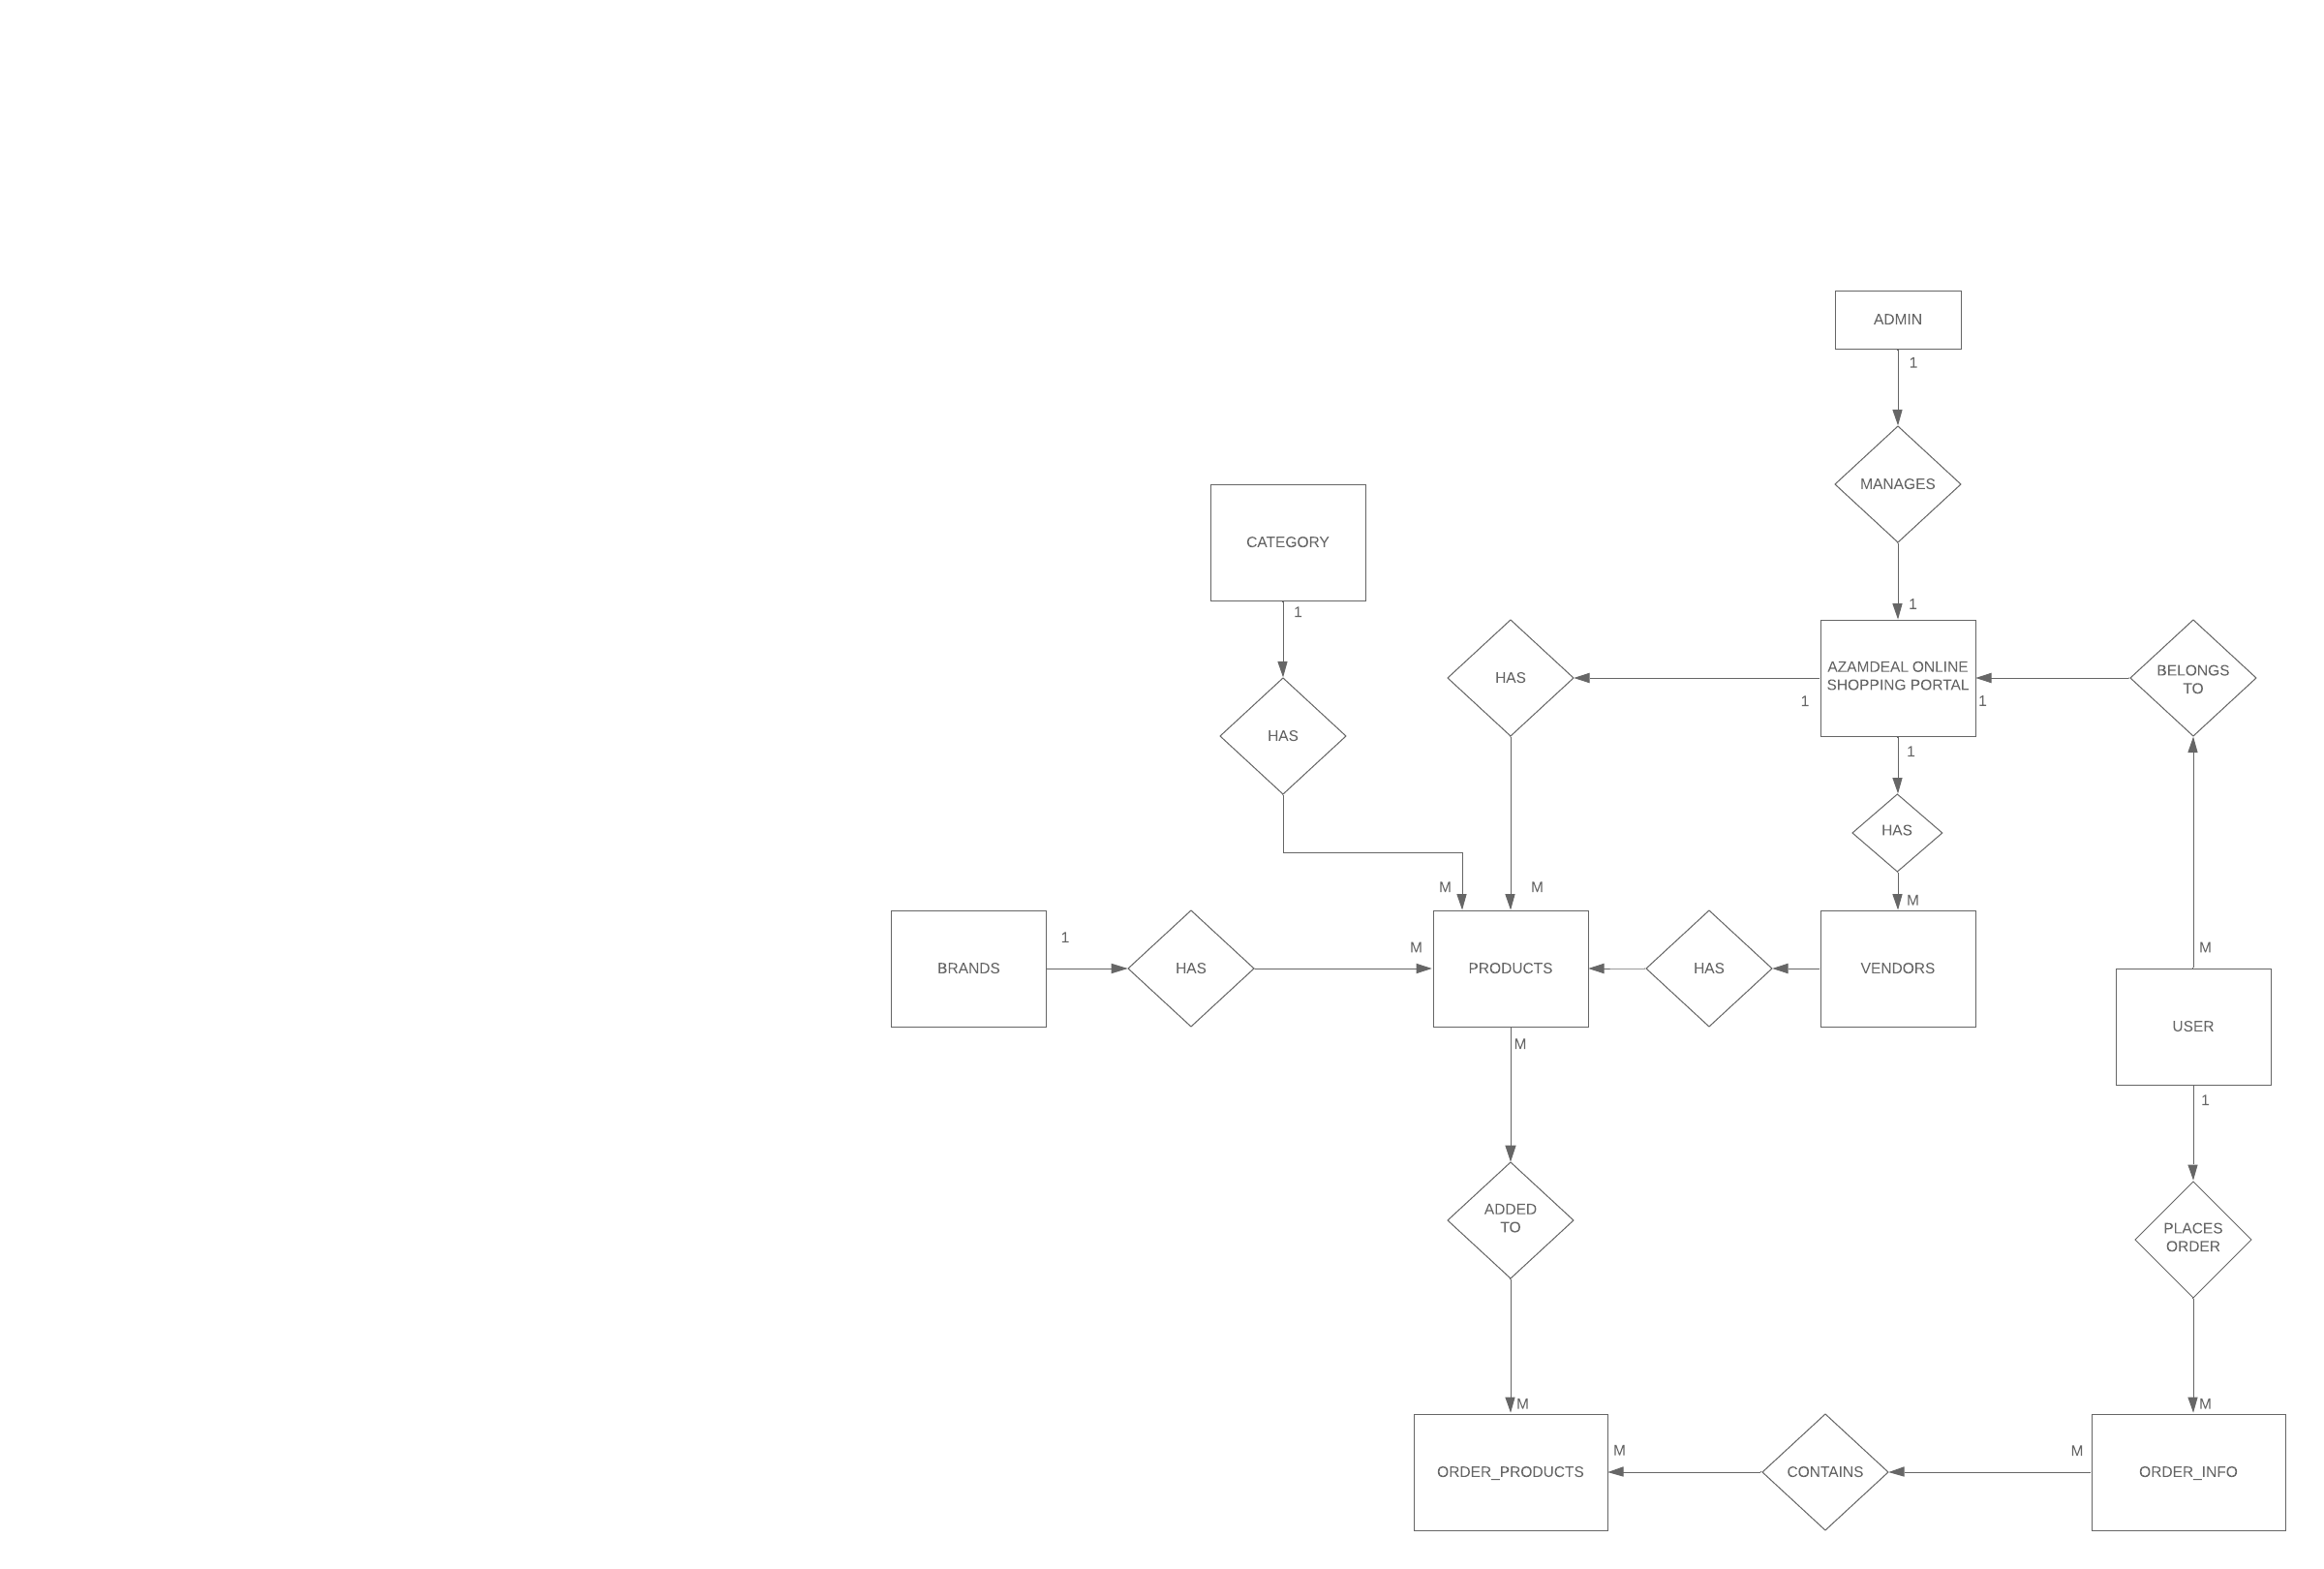 ADMIN
1
MANAGES
CATEGORY
1
1
HAS
AZAMDEAL ONLINE
SHOPPING PORTAL
BELONGS
TO
1
1
HAS
1
HAS
M
M
M
BRANDS
1
HAS
M
PRODUCTS
HAS
VENDORS
M
USER
M
1
ADDED
TO
PLACES
ORDER
M
M
M
M
ORDER_PRODUCTS
CONTAINS
ORDER_INFO